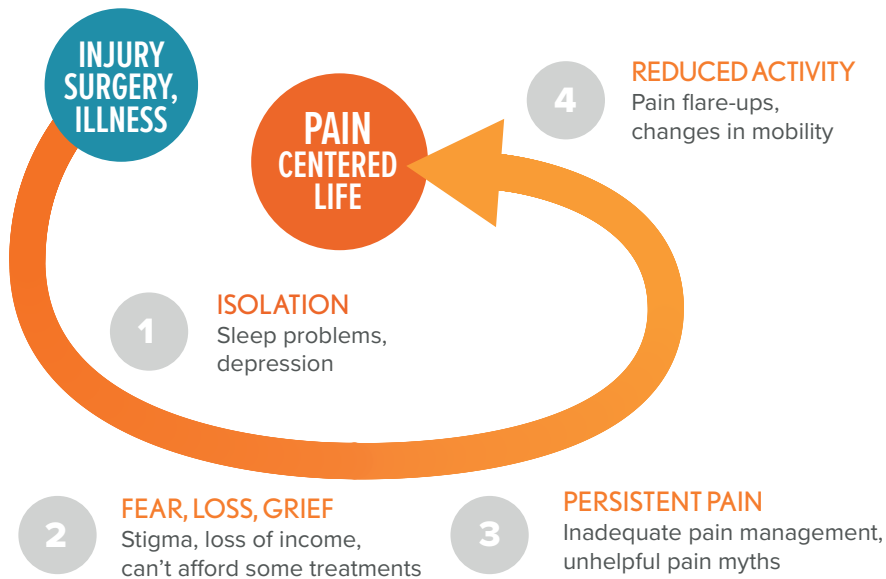 INJURY
SURGERY,
ILLNESS
PAIN
CENTERED
LIFE
1
ISOLATION
Sleep problems,
depression
2
FEAR, LOSS, GRIEF
Stigma, loss of income,
can’t afford some treatments
3
PERSISTENT PAIN
Inadequate pain management,
unhelpful pain myths
4
REDUCED ACTIVITY
Pain flare-ups,
changes in mobility